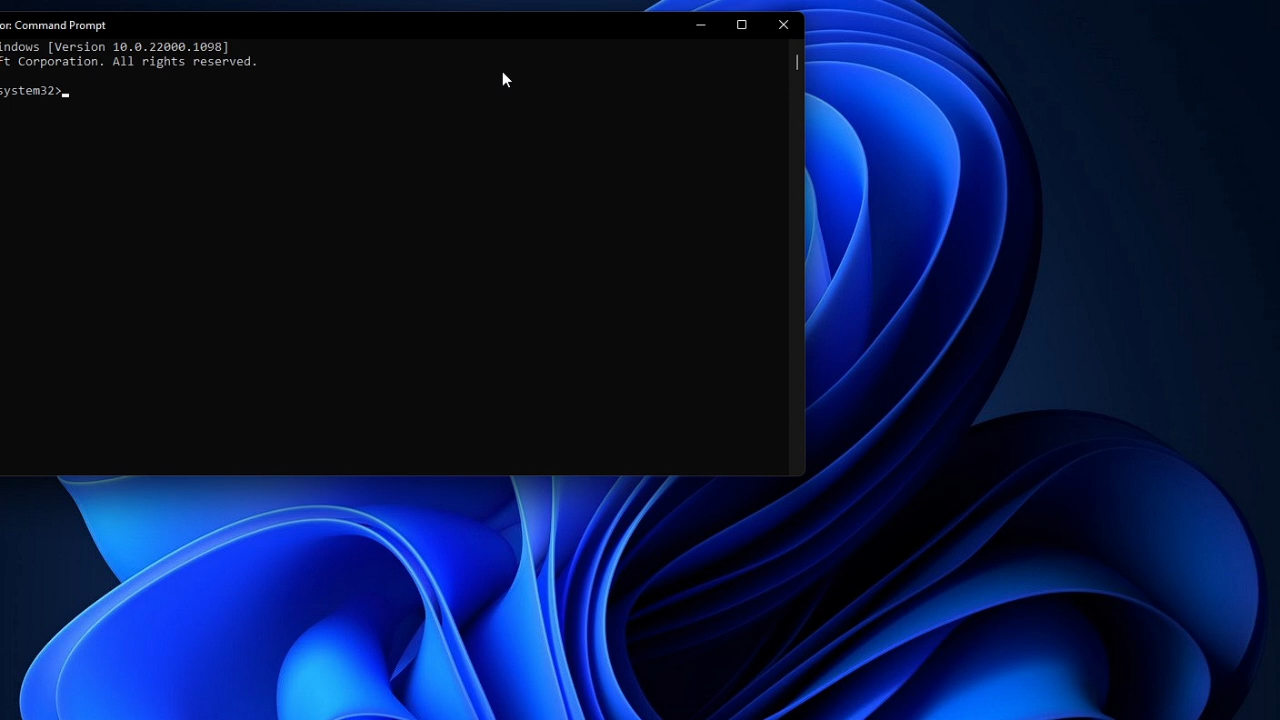 or: Command Prompt
indows [Version 10.0.22000.1098]
ft Corporation. All rights reserved.
system32>